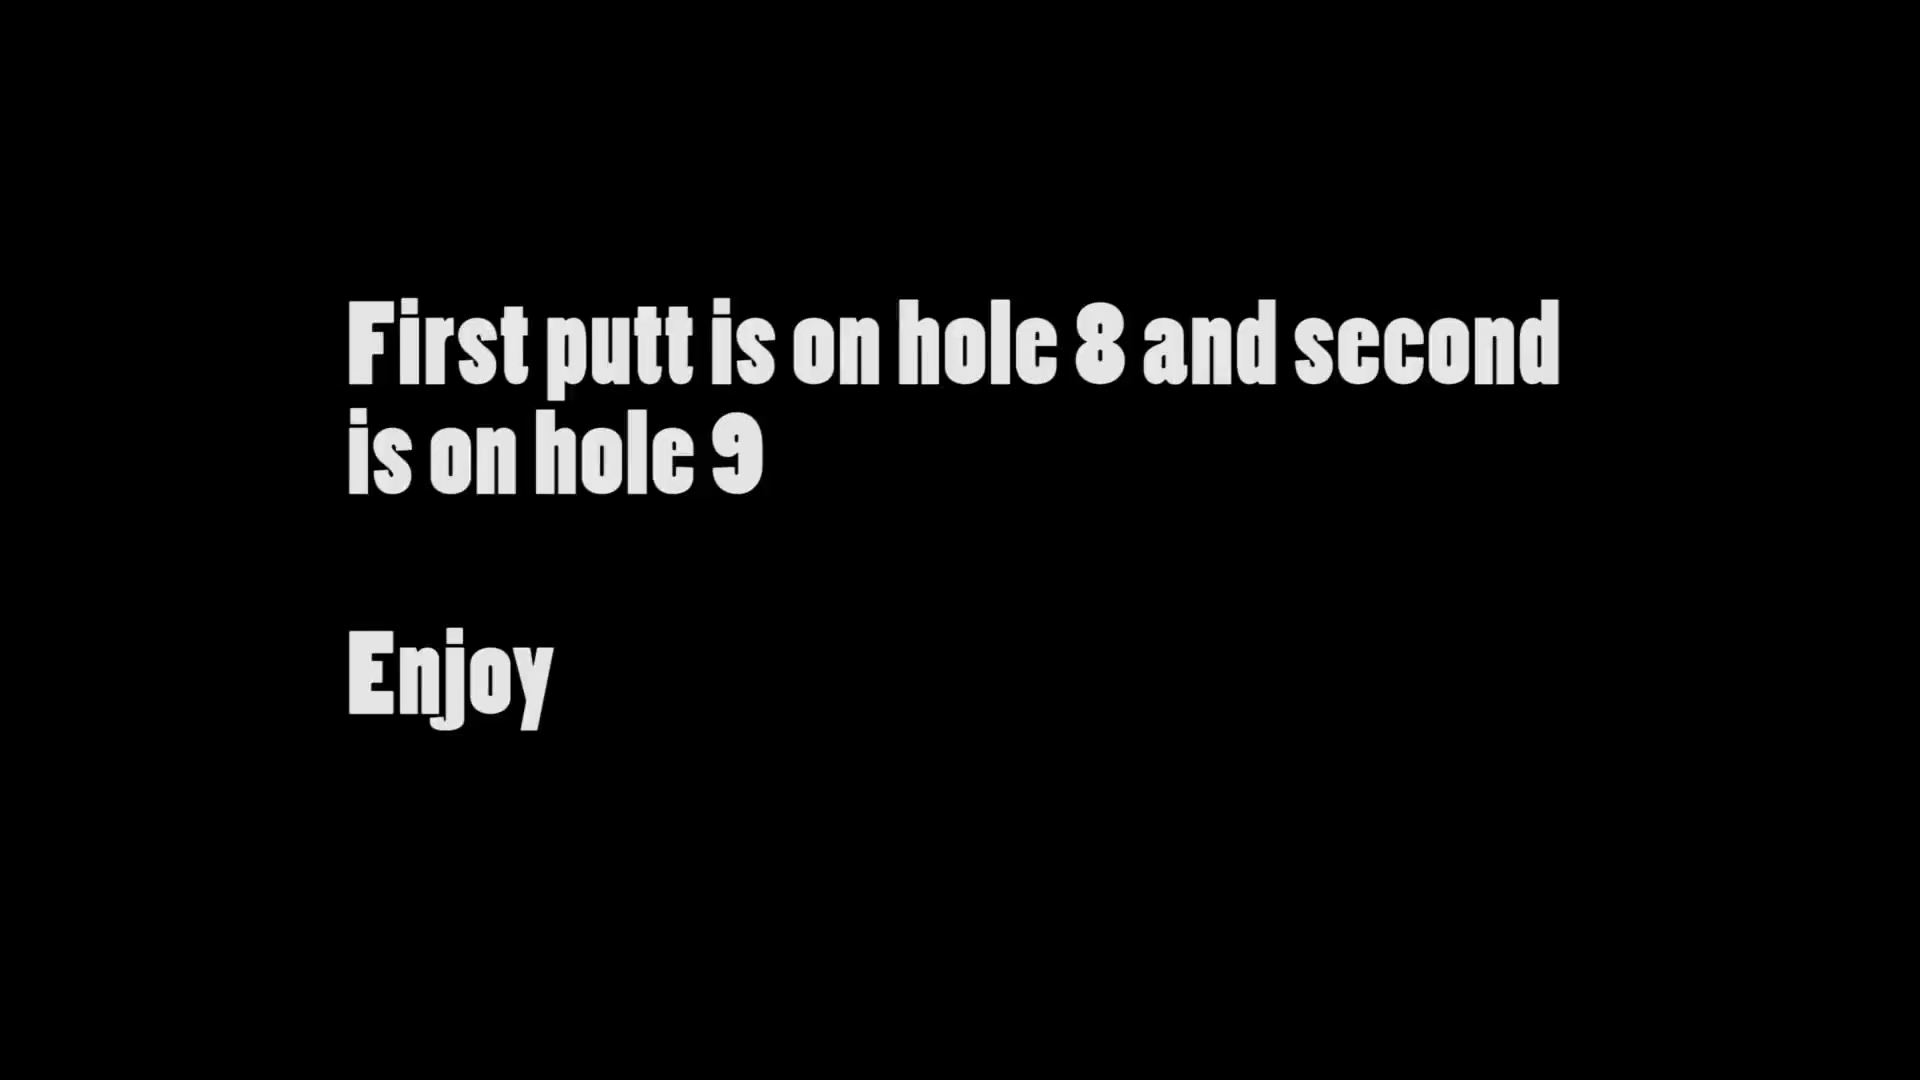 First putt is on hole 8 and second
is on hole 9
Enjoy